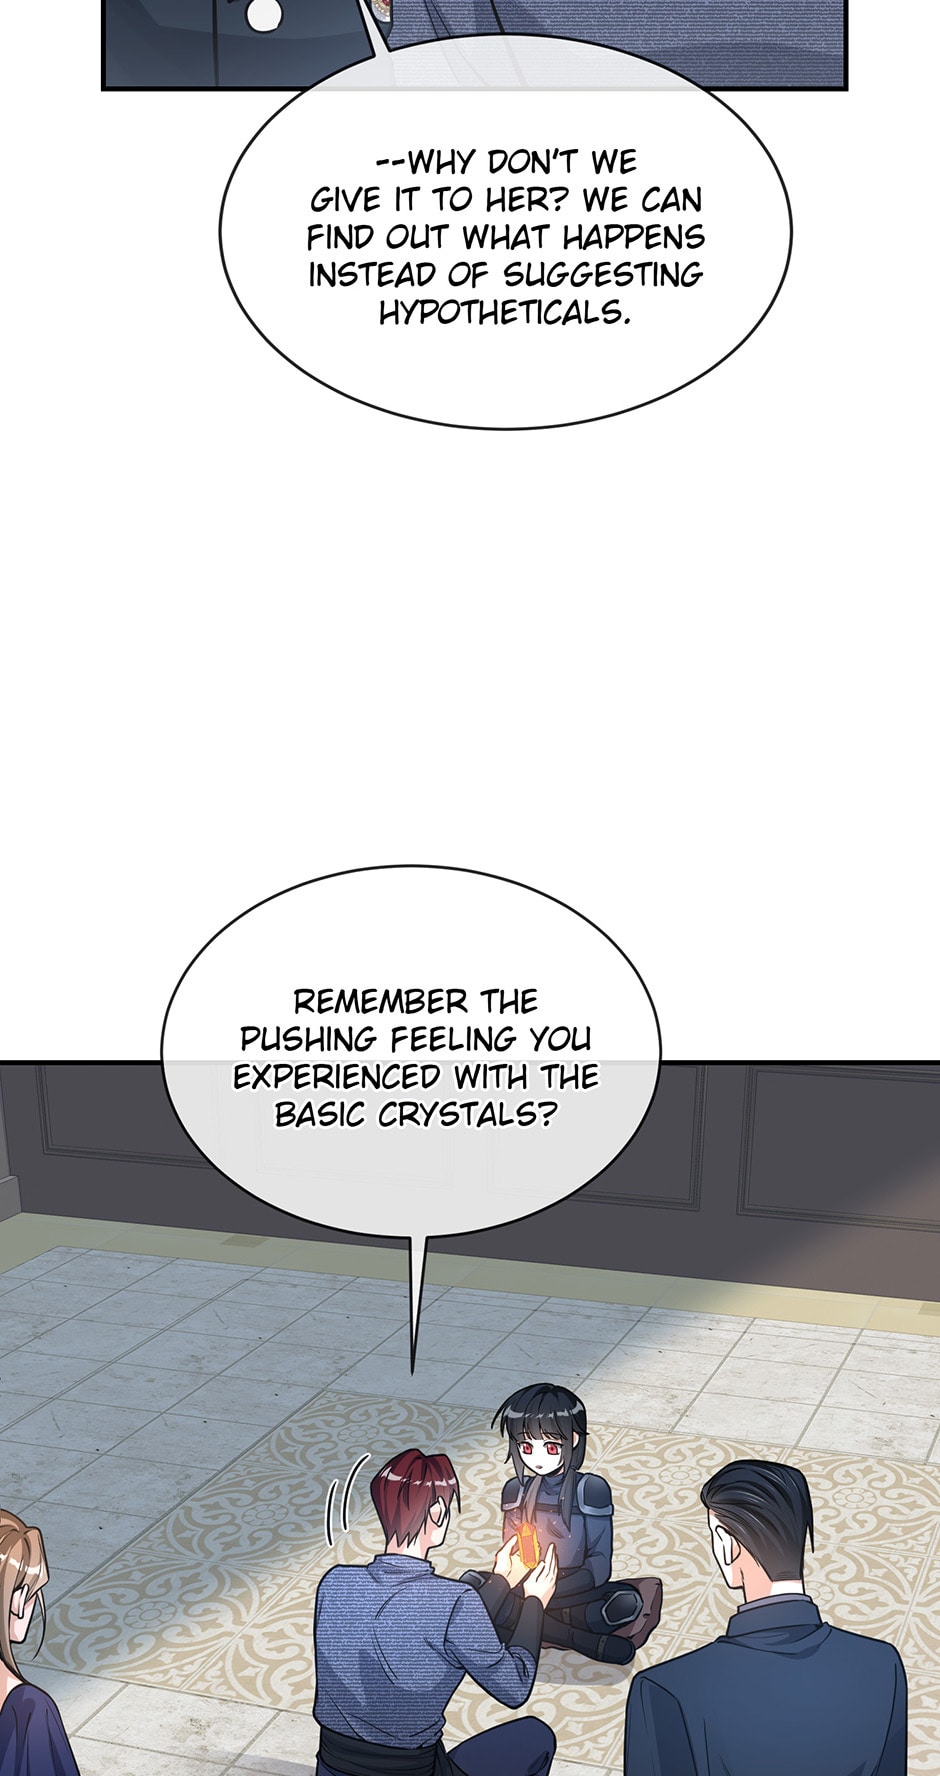 --WHY DON'T WE
GIVE IT TO HER? WE CAN
FIND OUT WHAT HAPPENS
INSTEAD OF SUGGESTING
HYPOTHETICALS.
REMEMBER THE
PUSHING FEELING YOU
EXPERIENCED WITH THE
BASIC CRYSTALS?